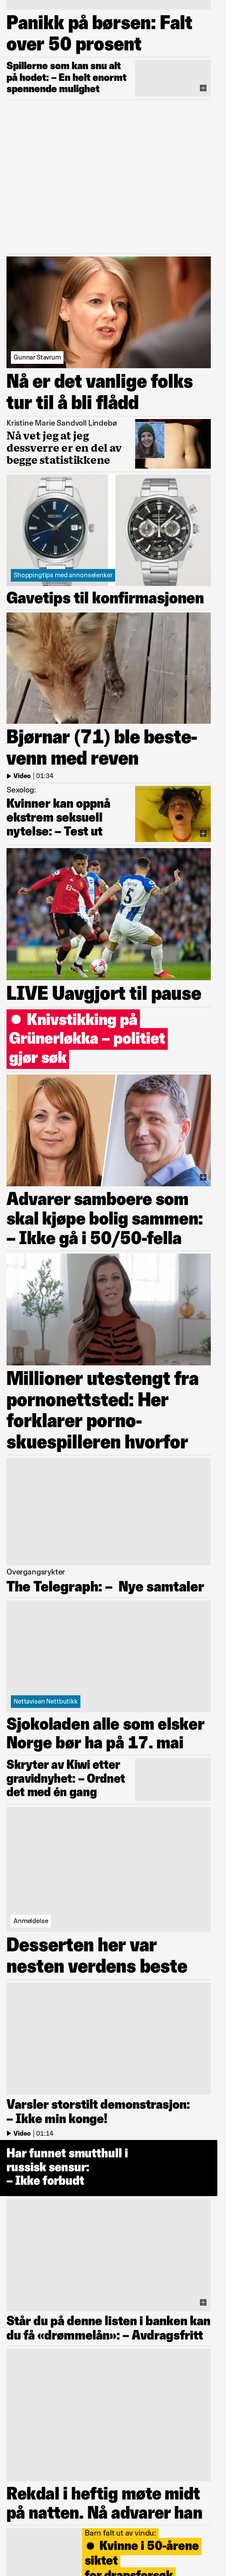 Panikk på børsen: Falt
over 50 prosent
Spillerne som kan snu alt
på hodet: – En helt enormt
spennende mulighet
Gunnar Stavrum
Nå er det vanlige folks
tur til å bli flådd
Kristine Marie Sandvoll Lindebø
Nå vet jeg at jeg
dessverre er en del av
begge statistikkene
Shoppingtips med annonselenker
Gavetips til konfirmasjonen
Bjørnar (71) ble beste-
venn med reven
Video | 01:34
Sexolog:
Kvinner kan oppnå
ekstrem seksuell
nytelse: – Test ut
LIVE Uavgjort til pause
Knivstikking på
Grünerløkka – politiet
gjør søk
Advarer samboere som
skal kjøpe bolig sammen:
– Ikke gå i 50/50-fella
Millioner utestengt fra
pornonettsted: Her
forklarer porno-
skuespilleren hvorfor
Overgangsrykter
The Telegraph: – Nye samtaler
Nettavisen Nettbutikk
Sjokoladen alle som elsker
Norge bør ha på 17. mai
Skryter av Kiwi etter
gravidnyhet: – Ordnet
det med én gang
Anmeldelse
Desserten her var
nesten verdens beste
Varsler storstilt demonstrasjon:
– Ikke min konge!
Video | 01:14
Har funnet smutthull i
russisk sensur:
– Ikke forbudt
Står du på denne listen i banken kan
du få «drømmelån»: – Avdragsfritt
Rekdal i heftig møte midt
på natten. Nå advarer han
Barn falt ut av vindu:
Kvinne i 50-årene
siktet
for drapsforsøk